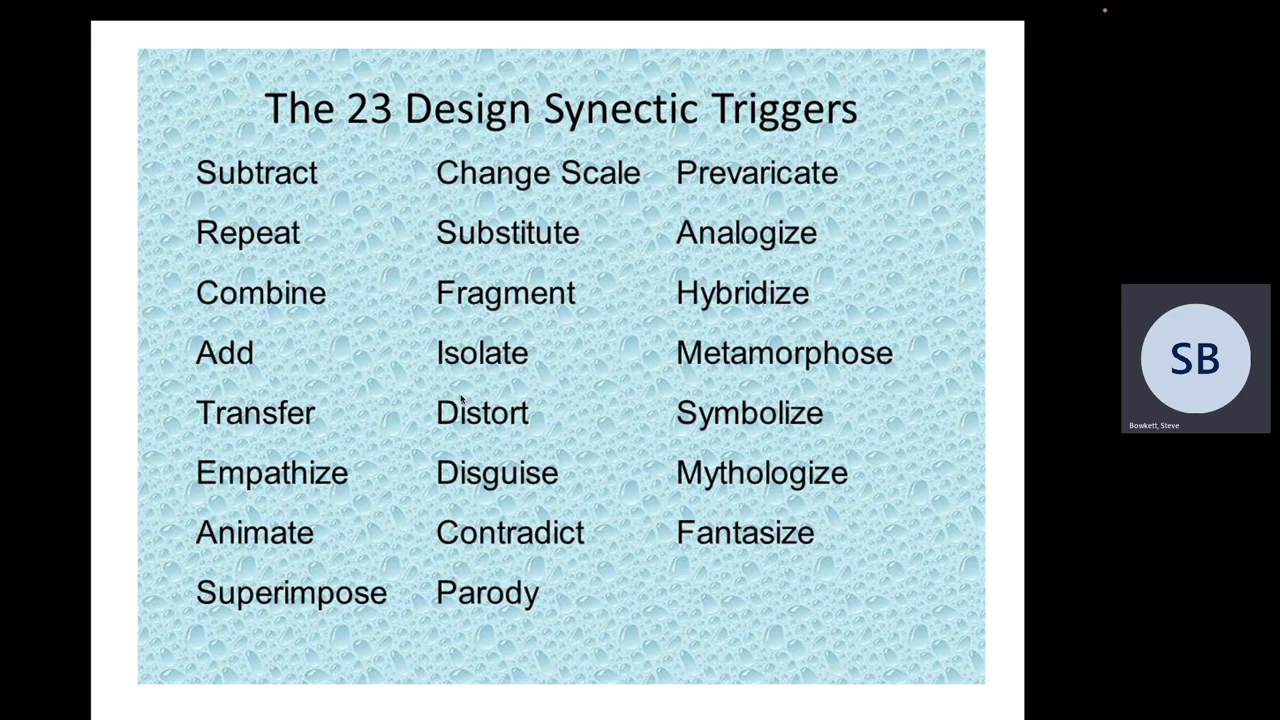 The 23 Design Synectic Triggers
Subtract
Repeat
Combine
Add
Transfer
Empathize
Animate
Superimpose
Change Scale
Substitute
Fragment
Isolate
Distort
Disguise
Contradict
Parody
Prevaricate
Analogize
Hybridize
Metamorphose
Symbolize
Mythologize
Fantasize
SB
Bowkett, Steve